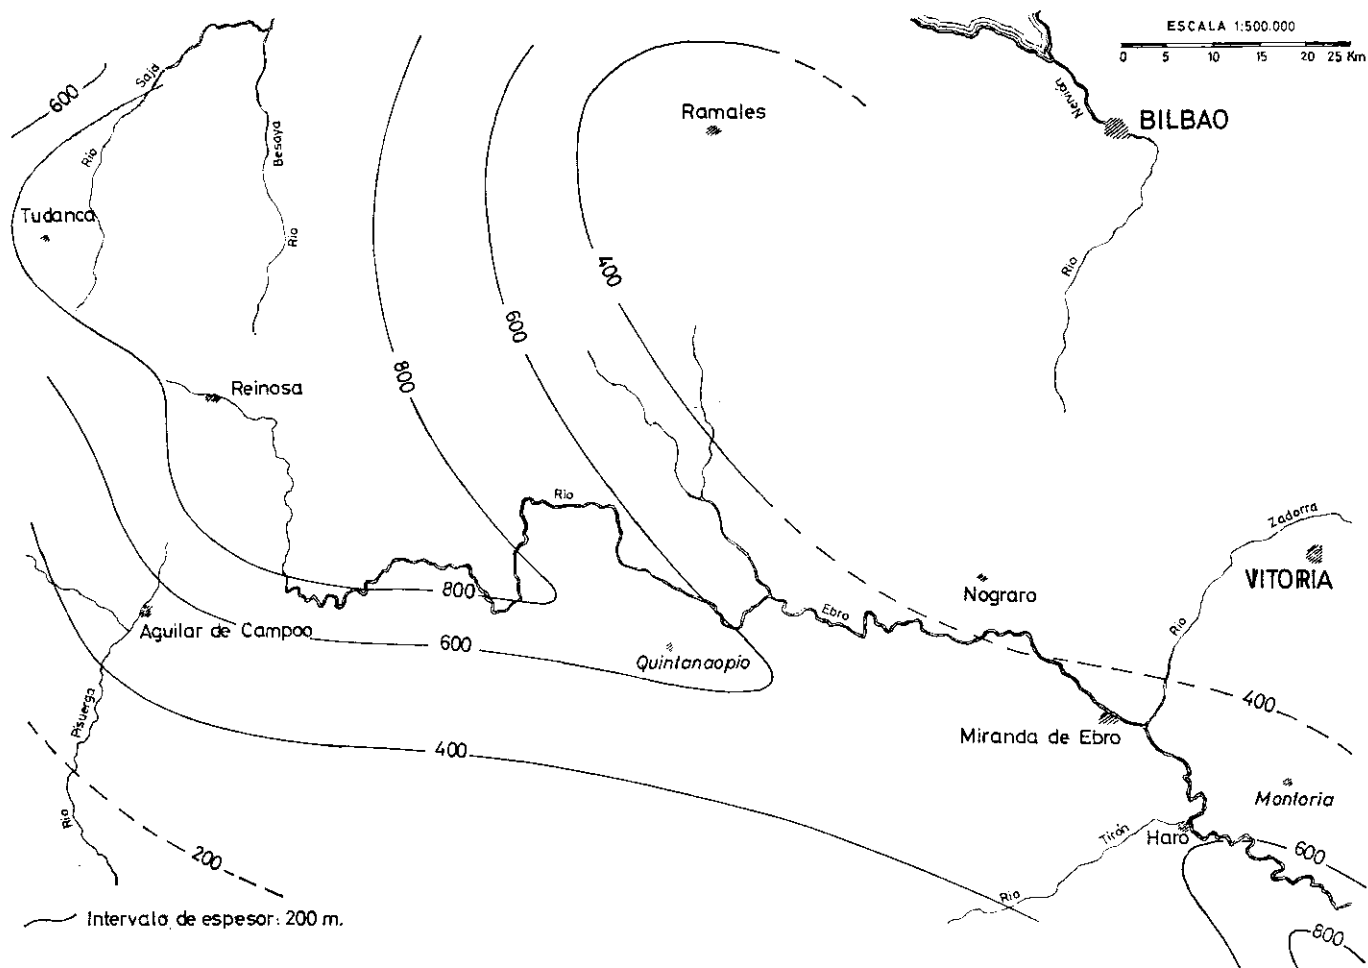 ESCALA 1:500.000
0 5 10 15 20 25 Km
600
Saja
Río
Besaya
Río
Tudanca
Ramales
Nervión
BILBAO
Río
400
600
800
Reinosa
Río
Zadorra
VITORIA
Río
800
Aguilar de Campoo
600
Quintanaopio
Ebro
Nograro
400
Pisuerga
Río
400
Miranda de Ebro
Montoria
200
Tirón
Haro
Río
600
800
Intervalo de espesor: 200 m.